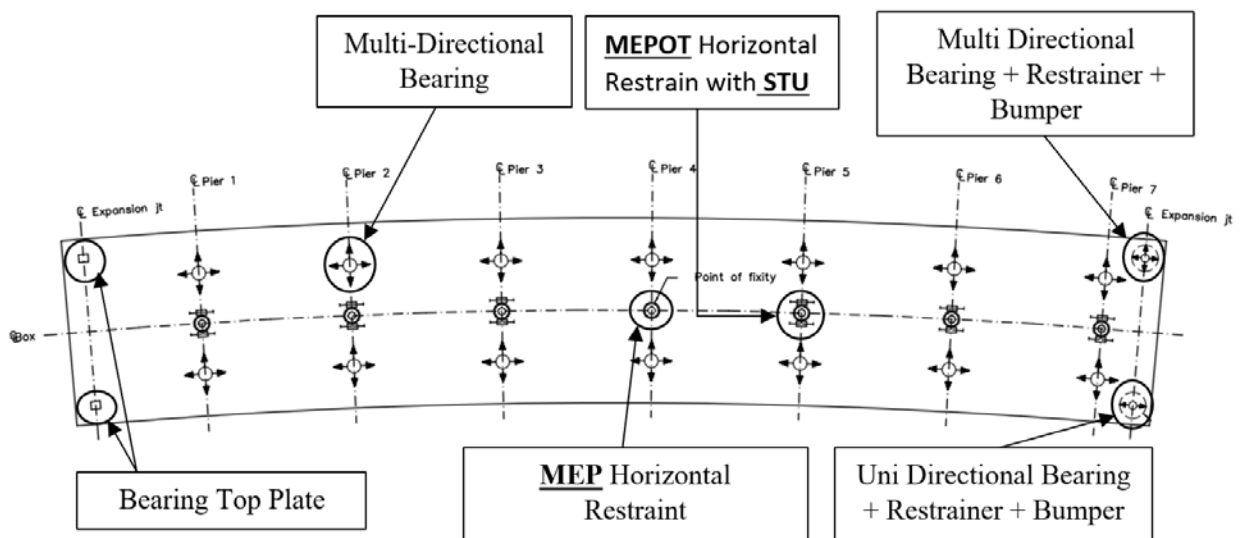 Multi-Directional
Bearing
MEPOT Horizontal
Restrain with STU
Multi Directional
Bearing + Restrainer +
Bumper
℄ Expansion jt
℄ Pier 1
℄ Pier 2
℄ Pier 3
℄ Pier 4
℄ Pier 5
℄ Pier 6
℄ Pier 7
℄ Expansion jt
Point of fixity
℄Box
Bearing Top Plate
MEP Horizontal
Restraint
Uni Directional Bearing
+ Restrainer + Bumper